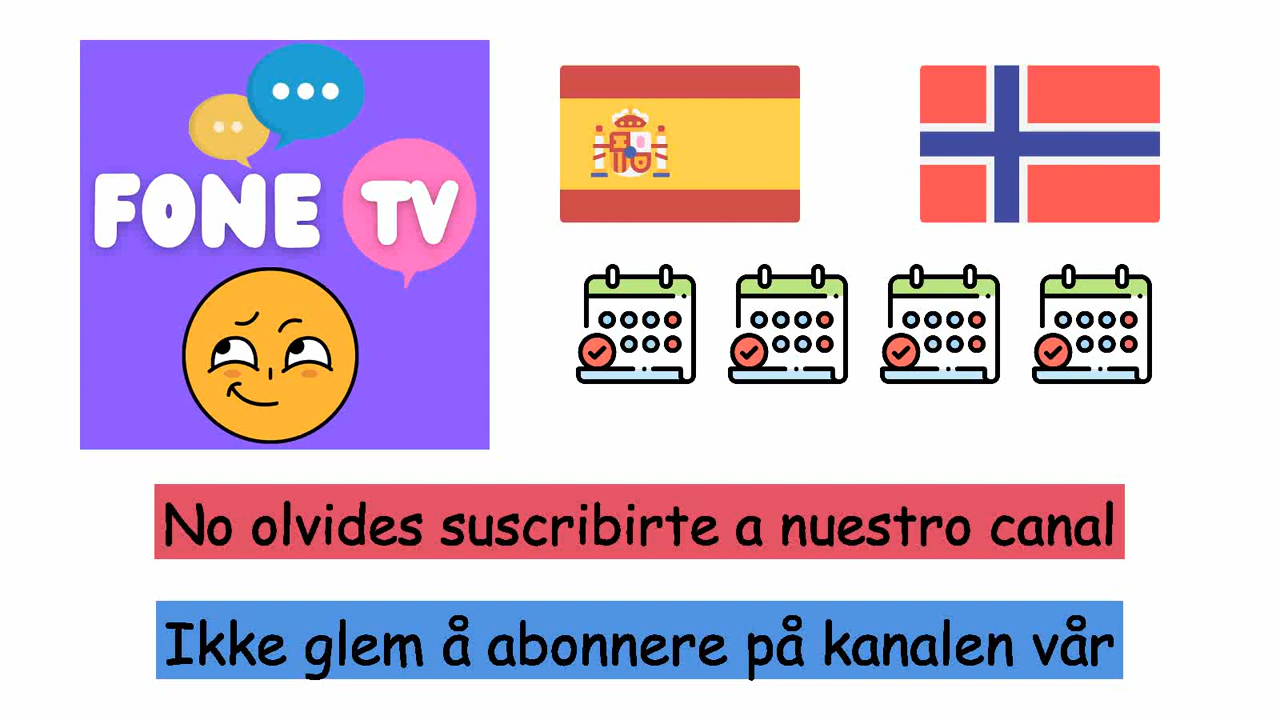 FONE TV
No olvides suscribirte a nuestro canal
Ikke glem å abonnere på kanalen vår